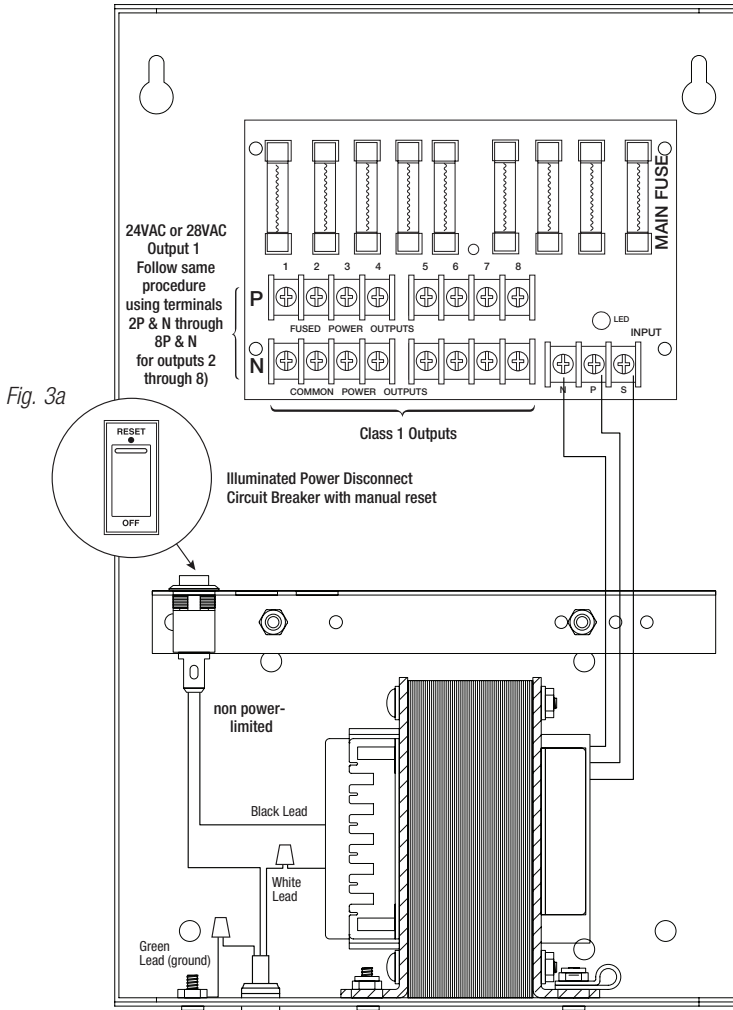 MAIN FUSE
24VAC or 28VAC
Output 1
Follow same
procedure
using terminals
2P & N through
8P & N
for outputs 2
through 8)
1 2 3 4 5 6 7 8
P
FUSED POWER OUTPUTS
LED
INPUT
N
COMMON POWER OUTPUTS
N P S
Class 1 Outputs
Fig. 3a
RESET
OFF
Illuminated Power Disconnect
Circuit Breaker with manual reset
non power-
limited
Black Lead
White
Lead
Green
Lead (ground)